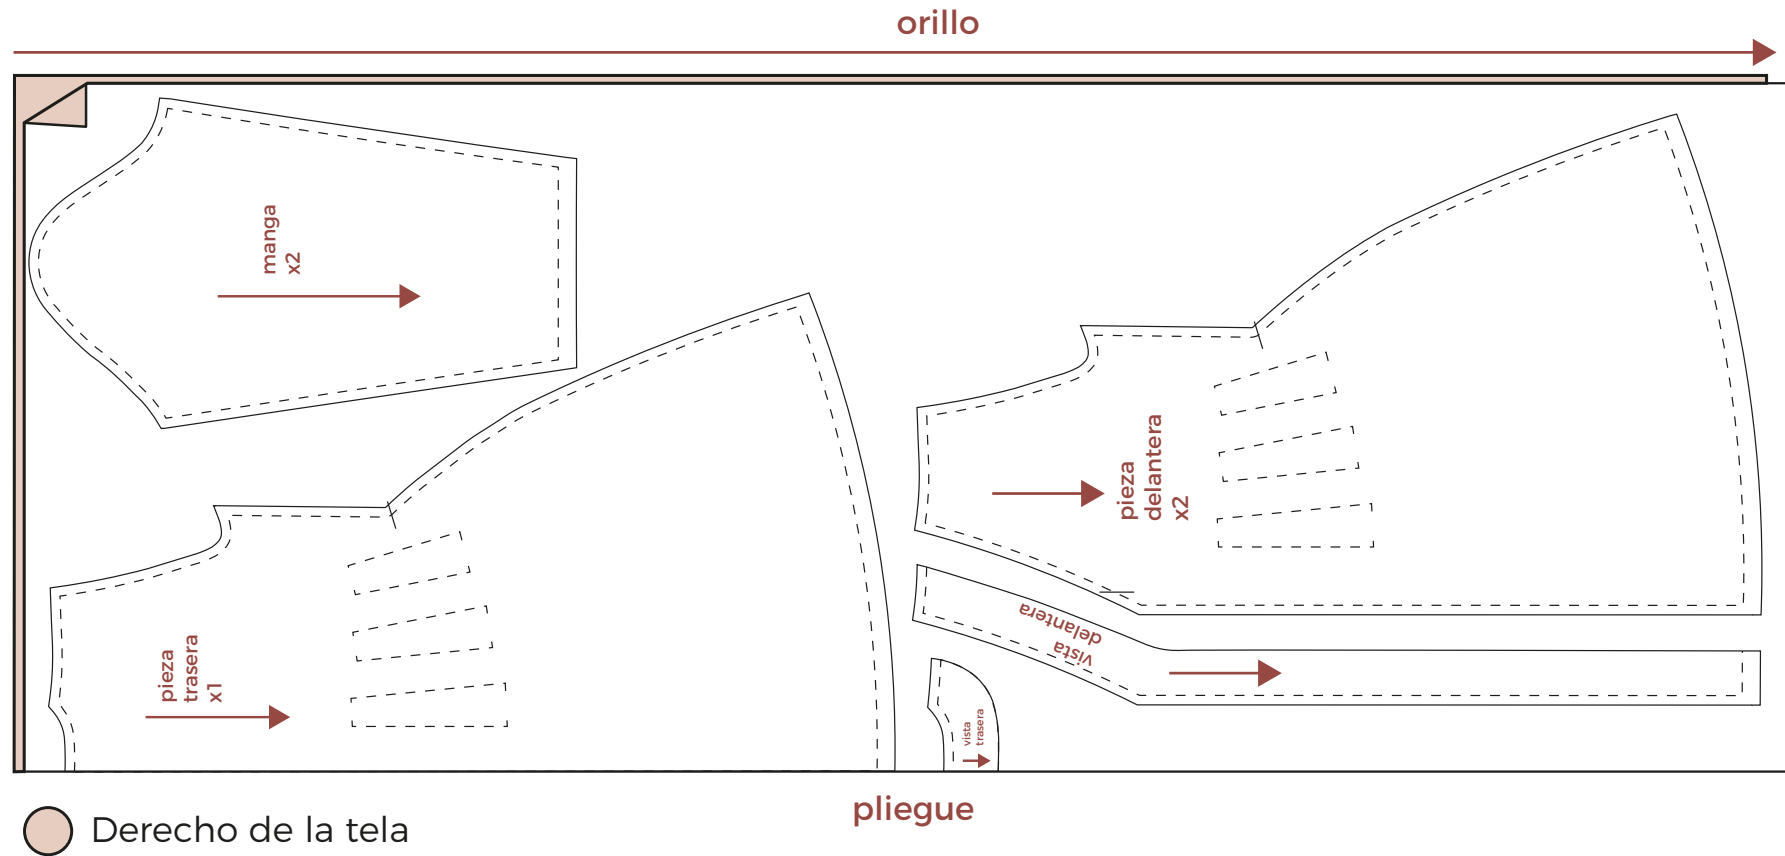 orillo
manga
x2
pieza
delantera
x2
vista
delantera
pieza
trasera
x1
vista
trasera
pliegue
Derecho de la tela